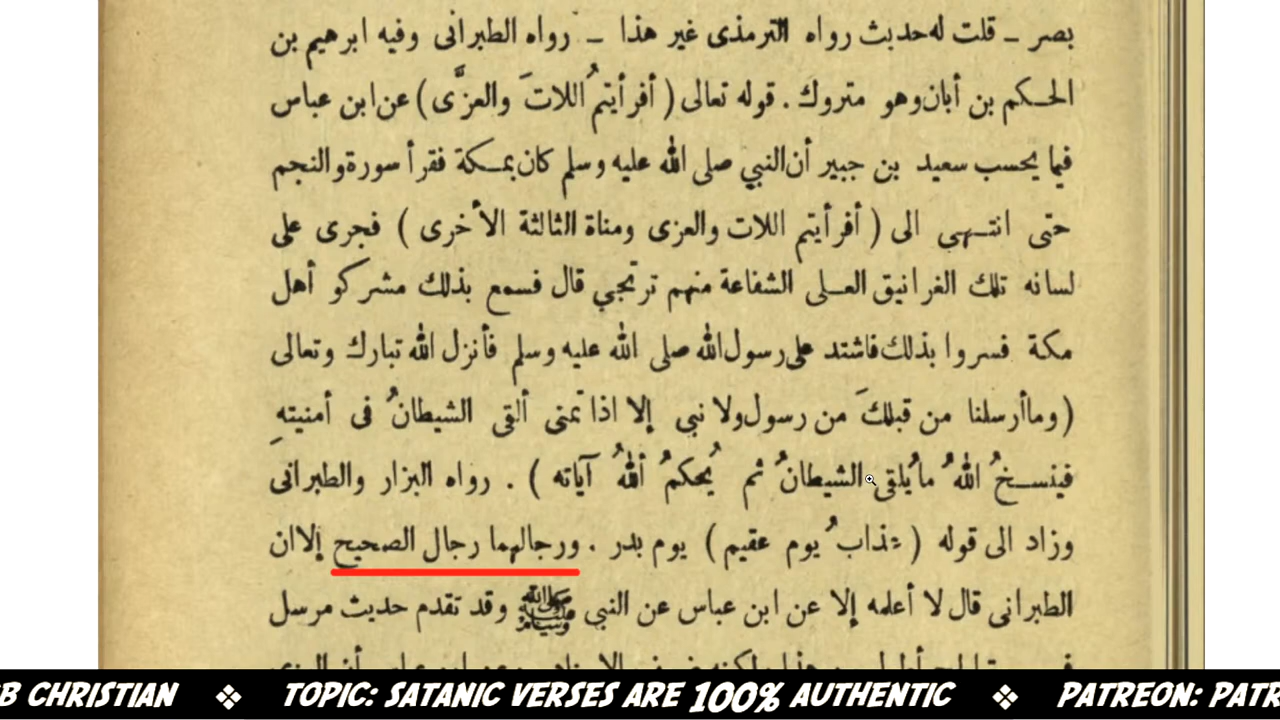 بصر ــ قلت له حديث رواه الترمذى غير هذا ــ رواه الطبرانى وفيه ابرهيم بن
الحكم بن أبان وهو متروك . قوله تعالى ( أفرأيتمُ اللاتَ والعزَّى ) عن ابن عباس
فيما يحسب سعيد بن جبير أن النبي صلى الله عليه وسلم كان بمكة فقرأ سورة والنجم
حتى انتهى الى ( أفرأيتم اللات والعزى ومناة الثالثة الأخرى ) فجرى على
لسانه تلك الغرانيق العلى الشفاعة منهم ترتجي قال فسمع بذلك مشركو أهل
مكة فسروا بذلك فاشتد على رسول الله صلى الله عليه وسلم فأنزل الله تبارك وتعالى
( وما أرسلنا من قبلكَ من رسول ولا نبي إلا اذا تمنى ألقى الشيطانُ فى أمنيتهِ
فينسخُ اللهُ ما يُلقى الشيطانُ ثم يُحكمُ اللهُ آياته ) . رواه البزار والطبرانى
وزاد الى قوله ( عذابُ يوم عقيم ) يوم بدر . ورجالهما رجال الصحيح إلا ان
الطبرانى قال لا أعلمه إلا عن ابن عباس عن النبي ﷺ وقد تقدم حديث مرسل
B CHRISTIAN ❖ TOPIC: SATANIC VERSES ARE 100% AUTHENTIC ❖ PATREON: PATR